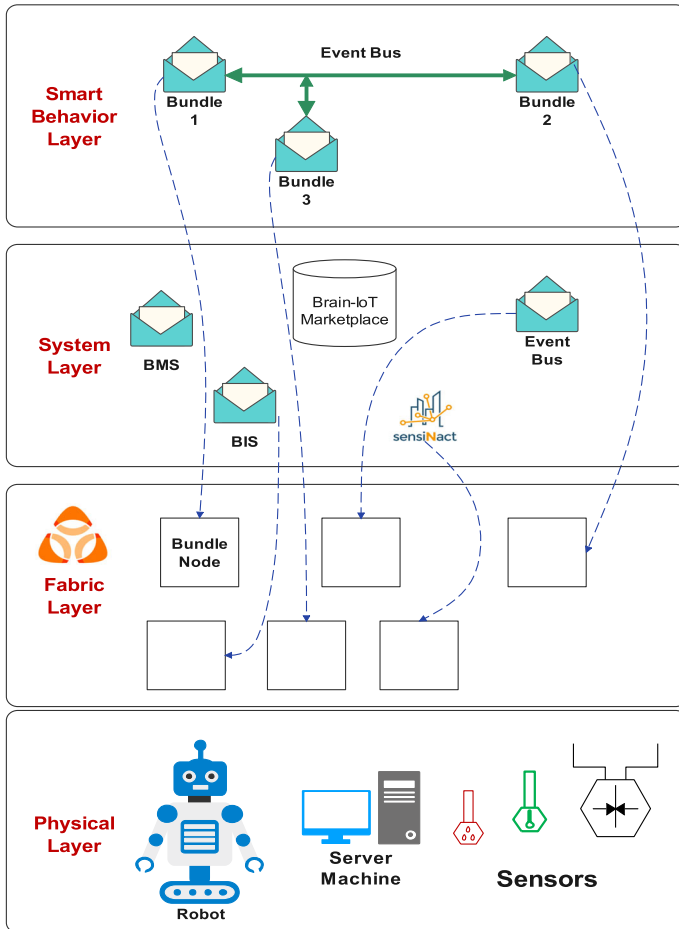 Event Bus
Smart
Behavior
Layer
Bundle
1
Bundle
2
Bundle
3
Brain-IoT
Marketplace
System
Layer
BMS
Event
Bus
BIS
sensiNact
Bundle
Node
Fabric
Layer
Physical
Layer
Server
Machine
Sensors
Robot